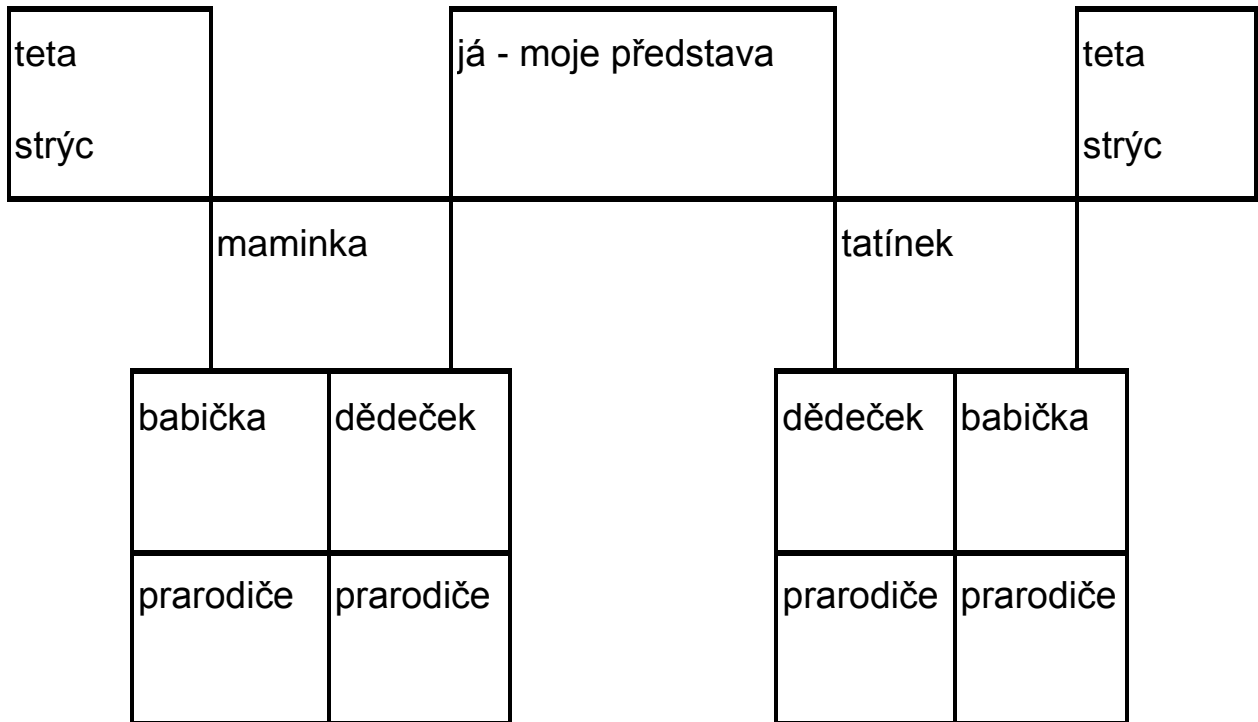 teta
strýc
já - moje představa
teta
strýc
maminka
tatínek
babička
dědeček
dědeček
babička
prarodiče
prarodiče
prarodiče
prarodiče